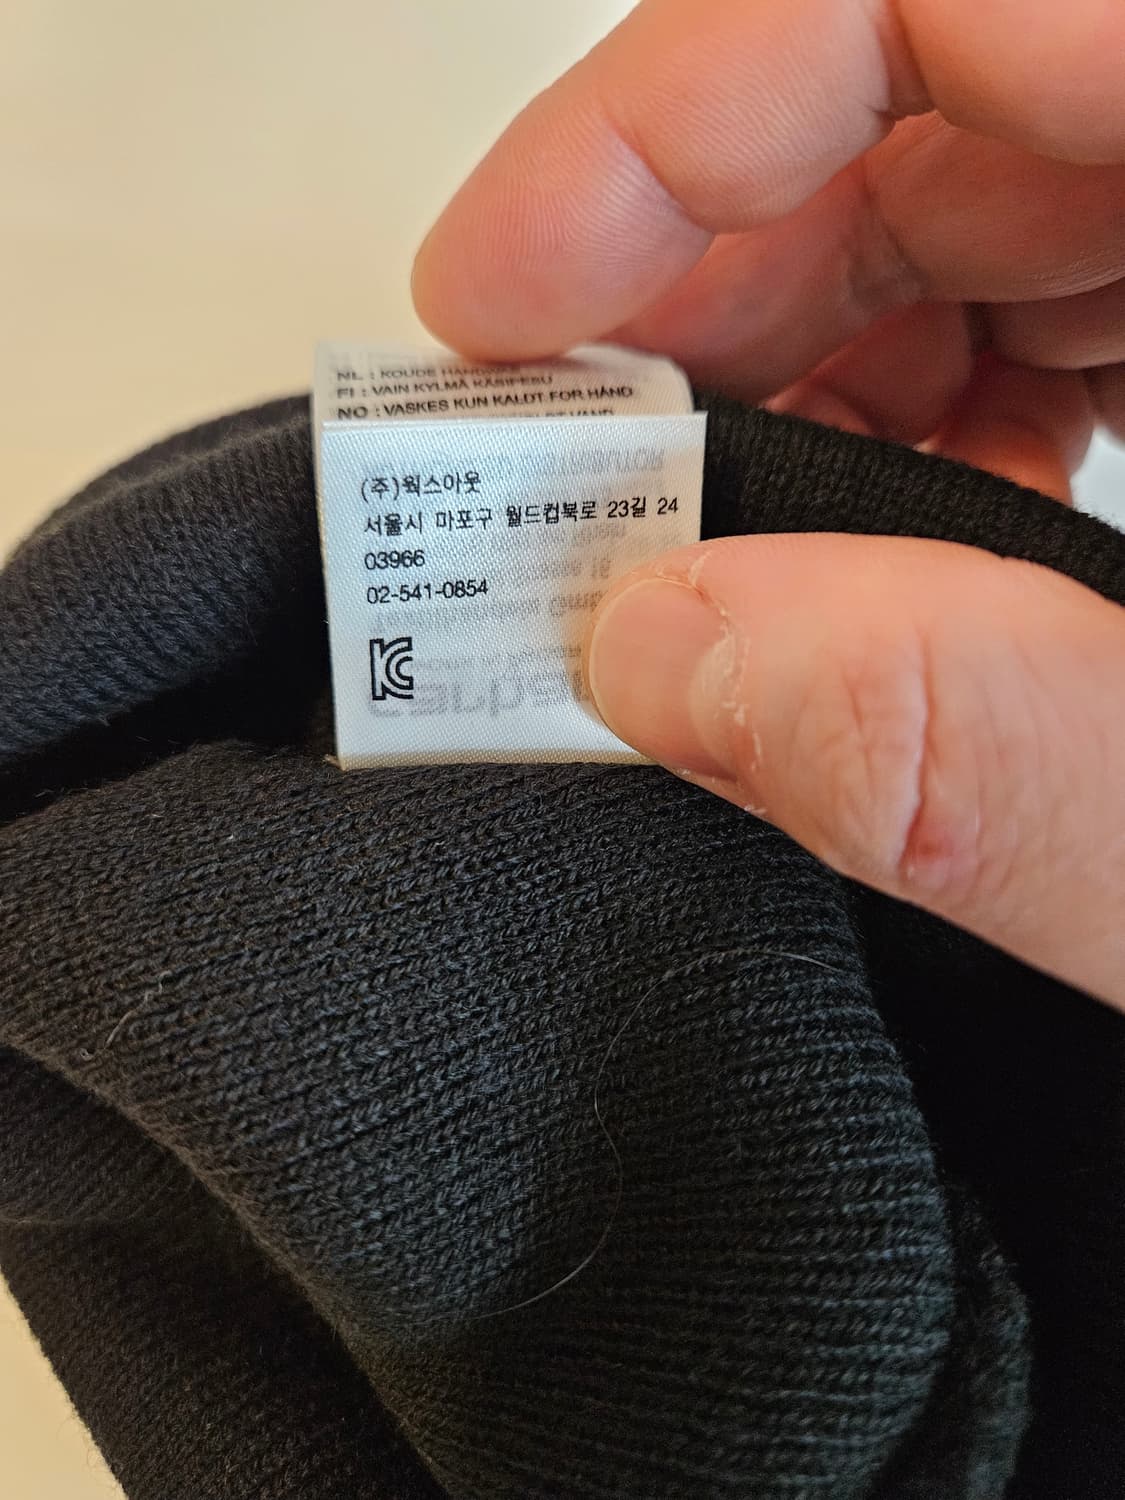 NL : KOUDE HANDWAS
FI : VAIN KYLMÄ KÄSIPESU
NO : VASKES KUN KALDT FOR HÅND
(주)웍스아웃
서울시 마포구 월드컵북로 23길 24
03966
02-541-0854